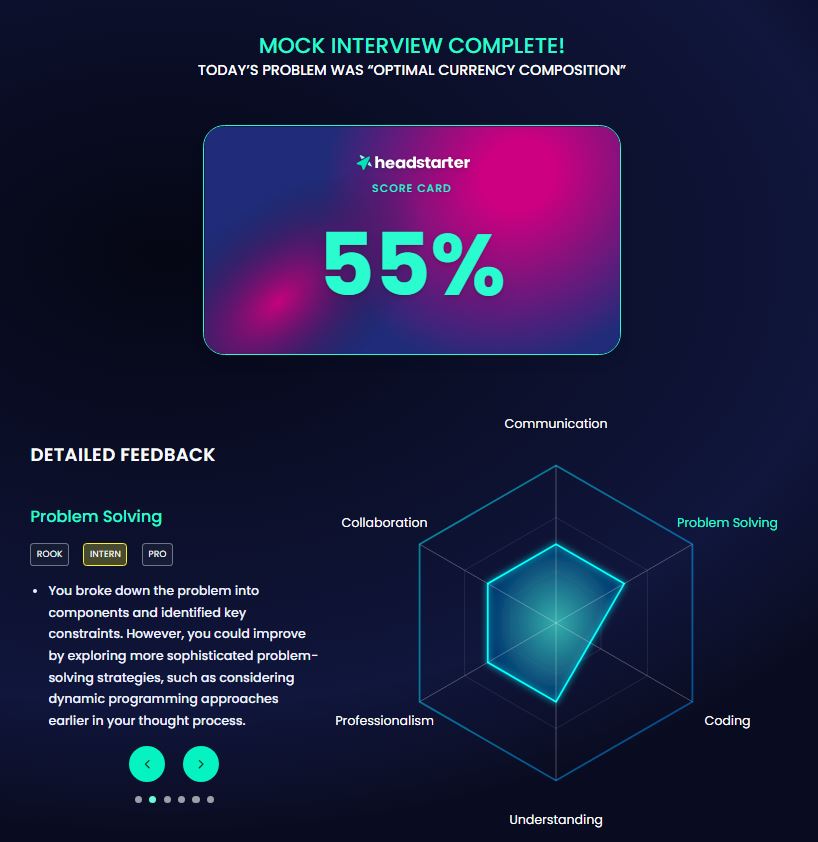 MOCK INTERVIEW COMPLETE!
TODAY'S PROBLEM WAS “OPTIMAL CURRENCY COMPOSITION”
headstarter
SCORE CARD
55%
DETAILED FEEDBACK
Problem Solving
ROOK INTERN PRO
• You broke down the problem into
components and identified key
constraints. However, you could improve
by exploring more sophisticated problem-
solving strategies, such as considering
dynamic programming approaches
earlier in your thought process.
Communication
Collaboration
Problem Solving
Professionalism
Coding
Understanding